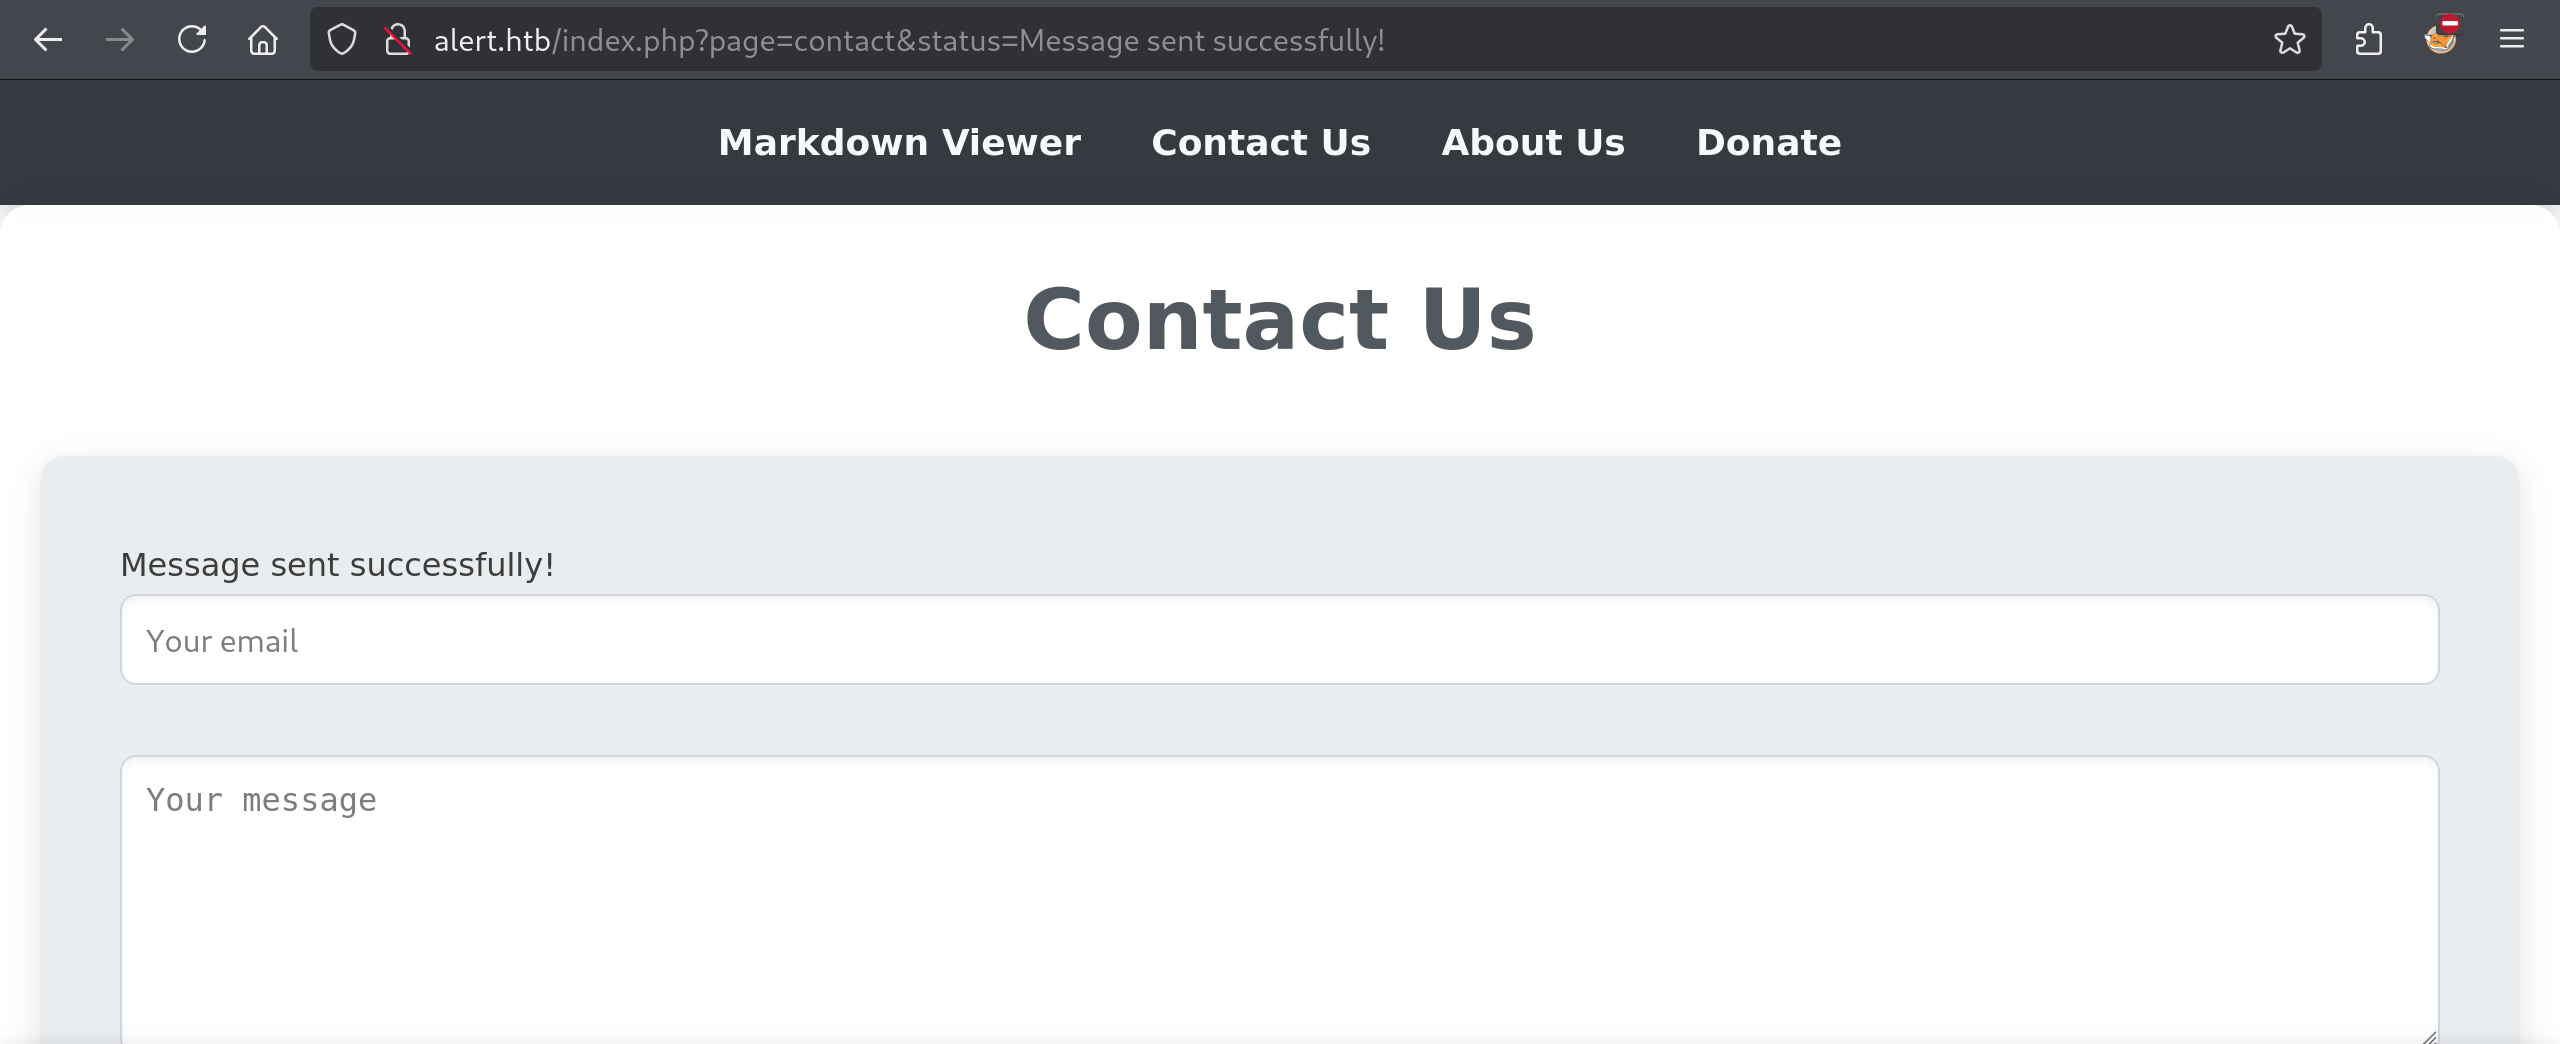 alert.htb/index.php?page=contact&status=Message sent successfully!
Markdown Viewer Contact Us About Us Donate
Contact Us
Message sent successfully!
Your email
Your message